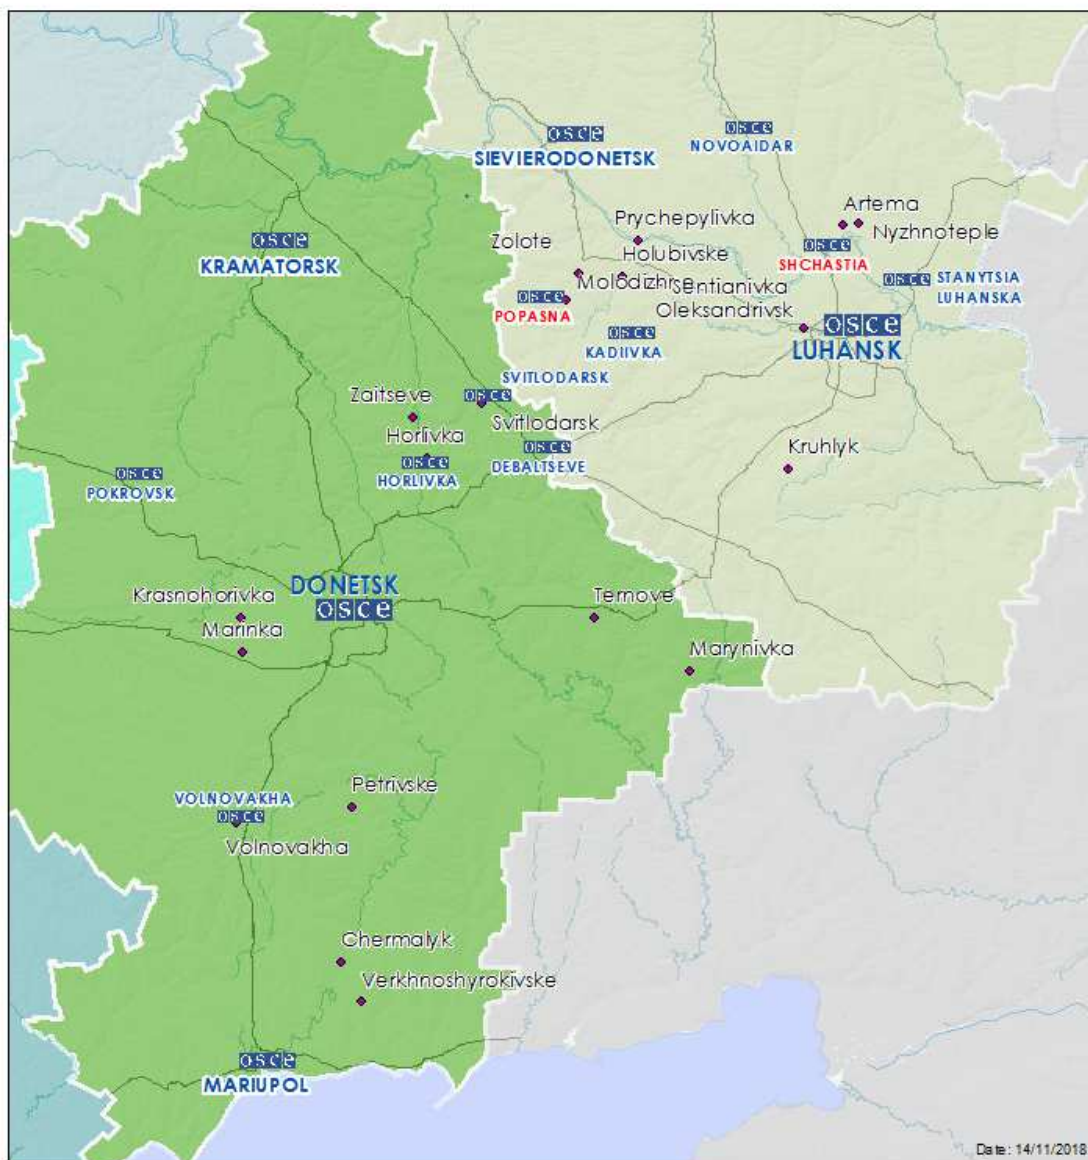 osce
SIEVIERODONETSK
osce
NOVOAIDAR
Artema
Nyzhnoteple
Prychepylivka
osce
KRAMATORSK
Zolote
Holubivske
osce
SHCHASTIA
Molodizhne
Sentianivka
osce
STANYTSIA
LUHANSKA
osce
POPASNA
Oleksandrivsk
osce
LUHANSK
osce
KADIIVKA
SVITLODARSK
osce
Zaitseve
Svitlodarsk
Horlivka
osce
HORLIVKA
osce
DEBALTSEVE
Kruhlyk
osce
POKROVSK
DONETSK
osce
Krasnohorivka
Marinka
Ternove
Marynivka
Petrivske
VOLNOVAKHA
osce
Volnovakha
Chermalyk
Verkhnoshyrokivske
osce
MARIUPOL
Date: 14/11/2018